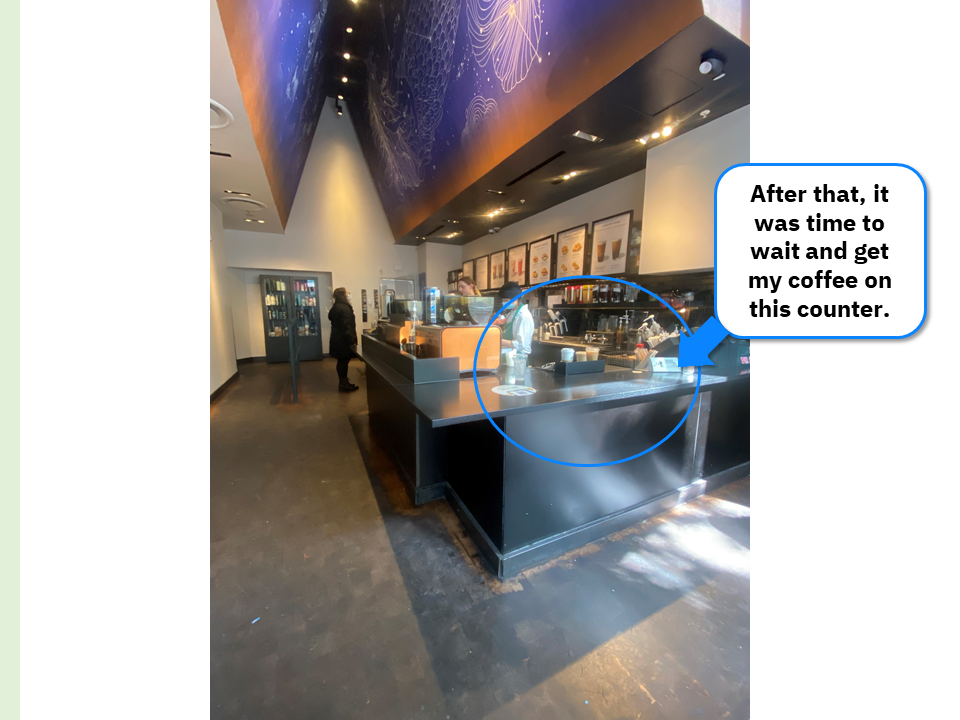 After that, it
was time to
wait and get
my coffee on
this counter.